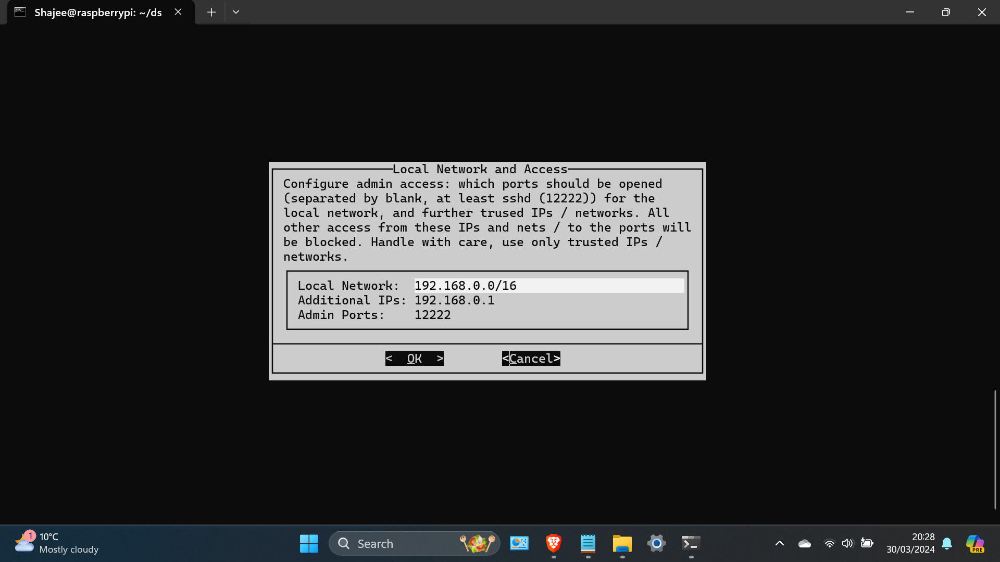 Shajee@raspberrypi: ~/ds
Local Network and Access
Configure admin access: which ports should be opened
(separated by blank, at least sshd (12222)) for the
local network, and further trused IPs / networks. All
other access from these IPs and nets / to the ports will
be blocked. Handle with care, use only trusted IPs /
networks.
Local Network: 192.168.0.0/16
Additional IPs: 192.168.0.1
Admin Ports: 12222
< OK > <Cancel>
1
10°C
Mostly cloudy
Search
20:28
30/03/2024
PRE